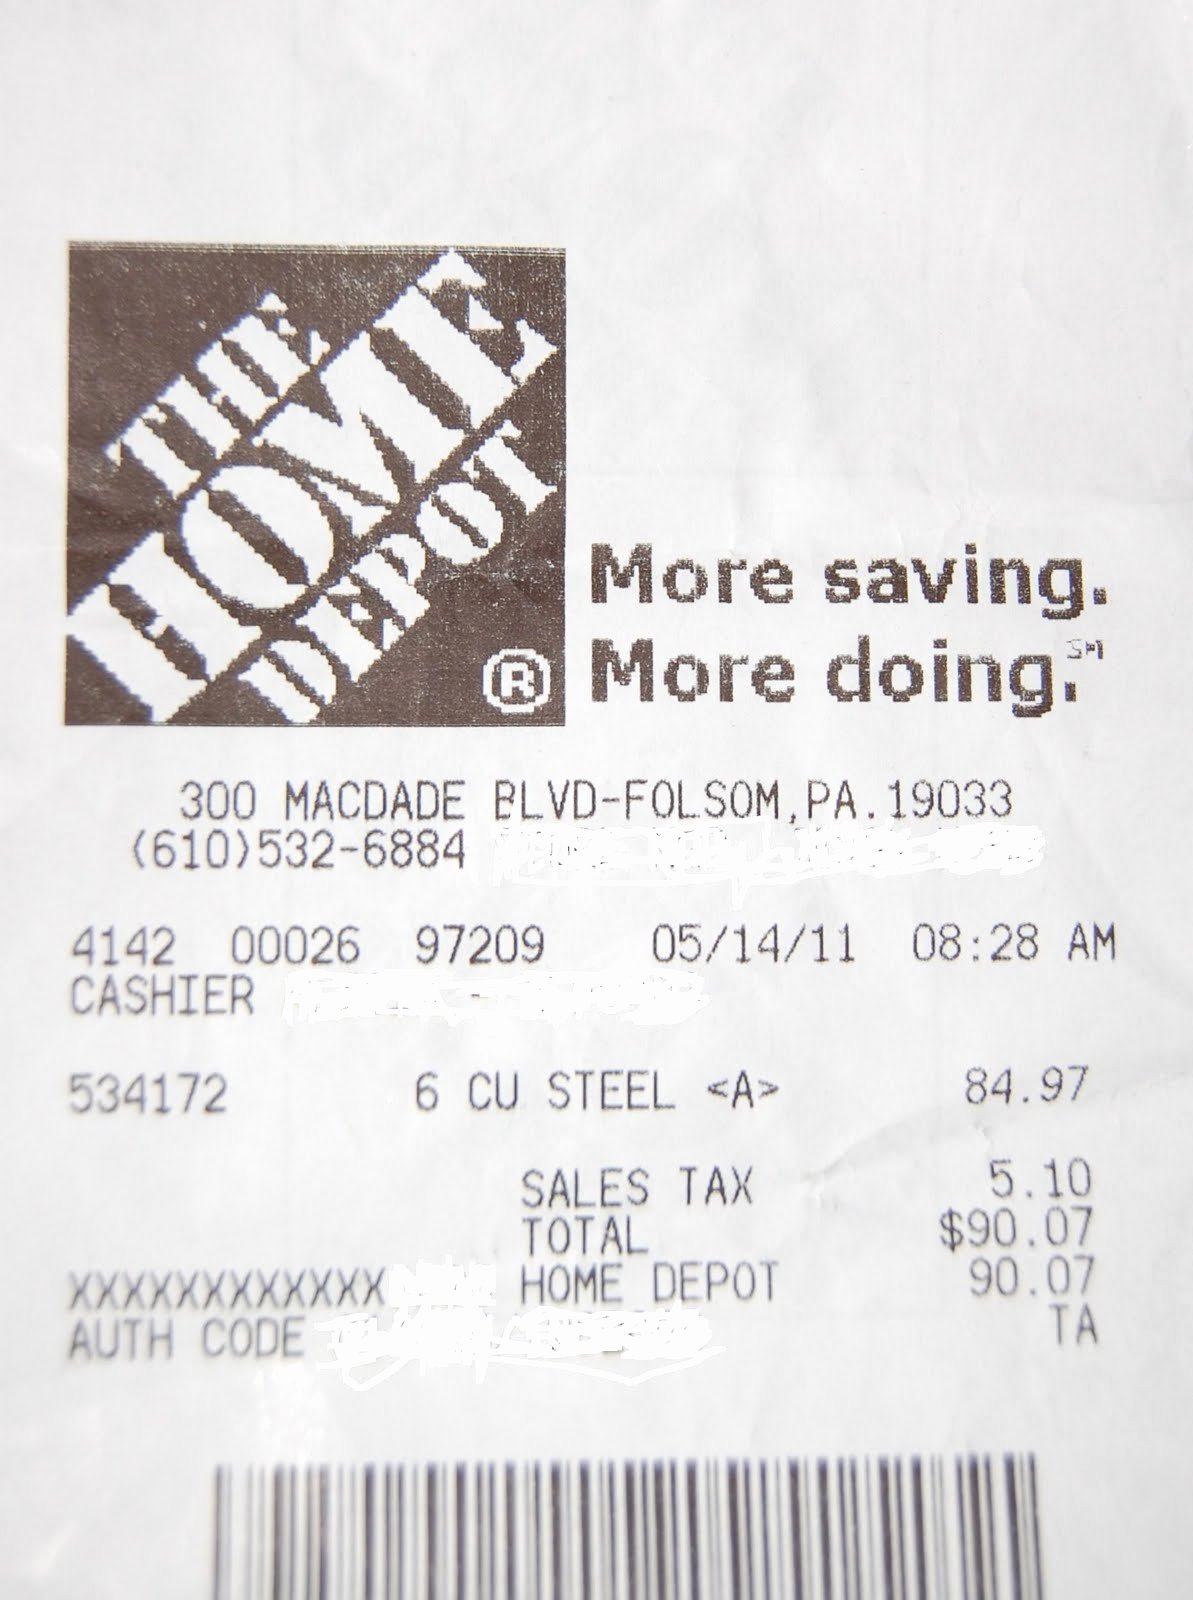 THE
HOME
DEPOT
®
More saving.
More doing.℠
300 MACDADE BLVD-FOLSOM,PA.19033
(610)532-6884
4142 00026 97209 05/14/11 08:28 AM
CASHIER
534172 6 CU STEEL <A> 84.97
SALES TAX 5.10
TOTAL $90.07
XXXXXXXXXXXX HOME DEPOT 90.07
AUTH CODE TA